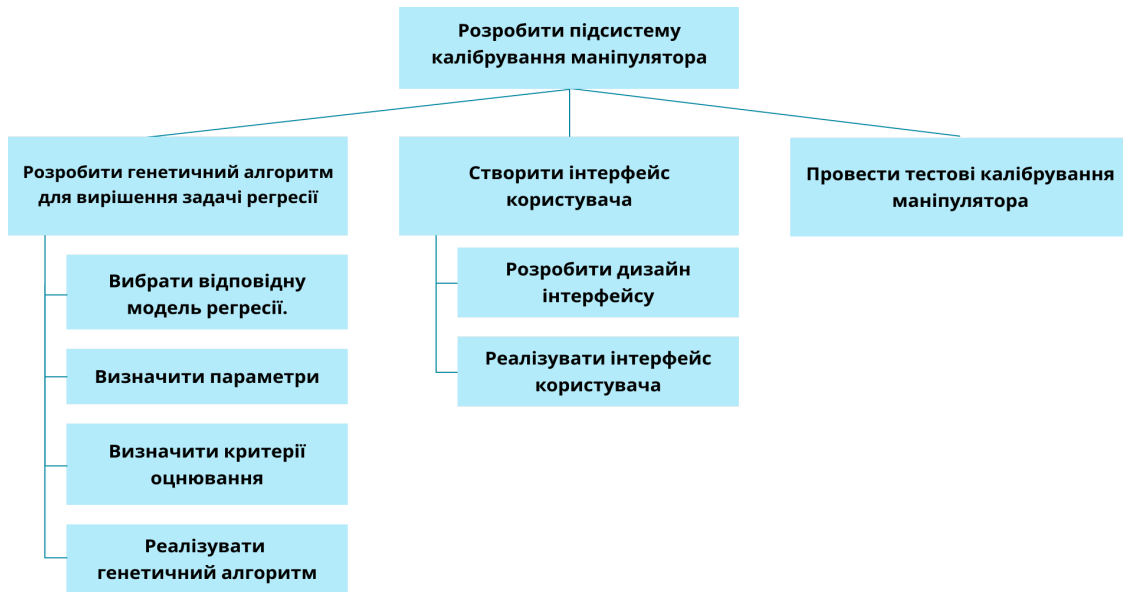 Розробити підсистему
калібрування маніпулятора
Розробити генетичний алгоритм
для вирішення задачі регресії
Вибрати відповідну
модель регресії.
Визначити параметри
Визначити критерії
оцнювання
Реалізувати
генетичний алгоритм
Створити інтерфейс
користувача
Розробити дизайн
інтерфейсу
Реалізувати інтерфейс
користувача
Провести тестові калібрування
маніпулятора